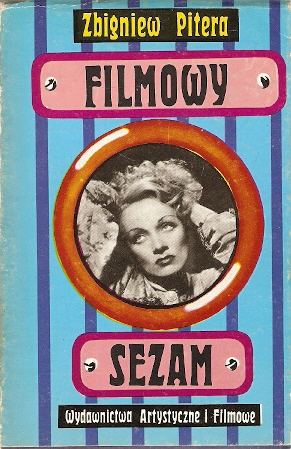 Zbigniew Pitera
FILMOWY
SEZAM
Wydawnictwa Artystyczne i Filmowe